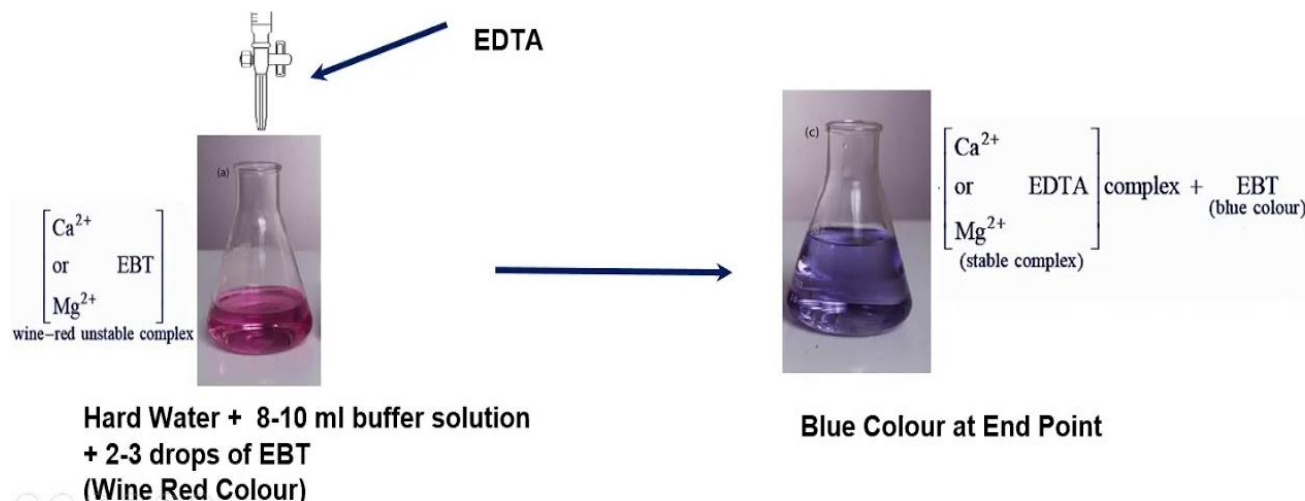 EDTA
(a)
Ca²⁺
or EBT
Mg²⁺
wine-red unstable complex
Hard Water + 8-10 ml buffer solution
+ 2-3 drops of EBT
(Wine Red Colour)
(c)
Ca²⁺
or EDTA complex + EBT
(blue colour)
Mg²⁺
(stable complex)
Blue Colour at End Point